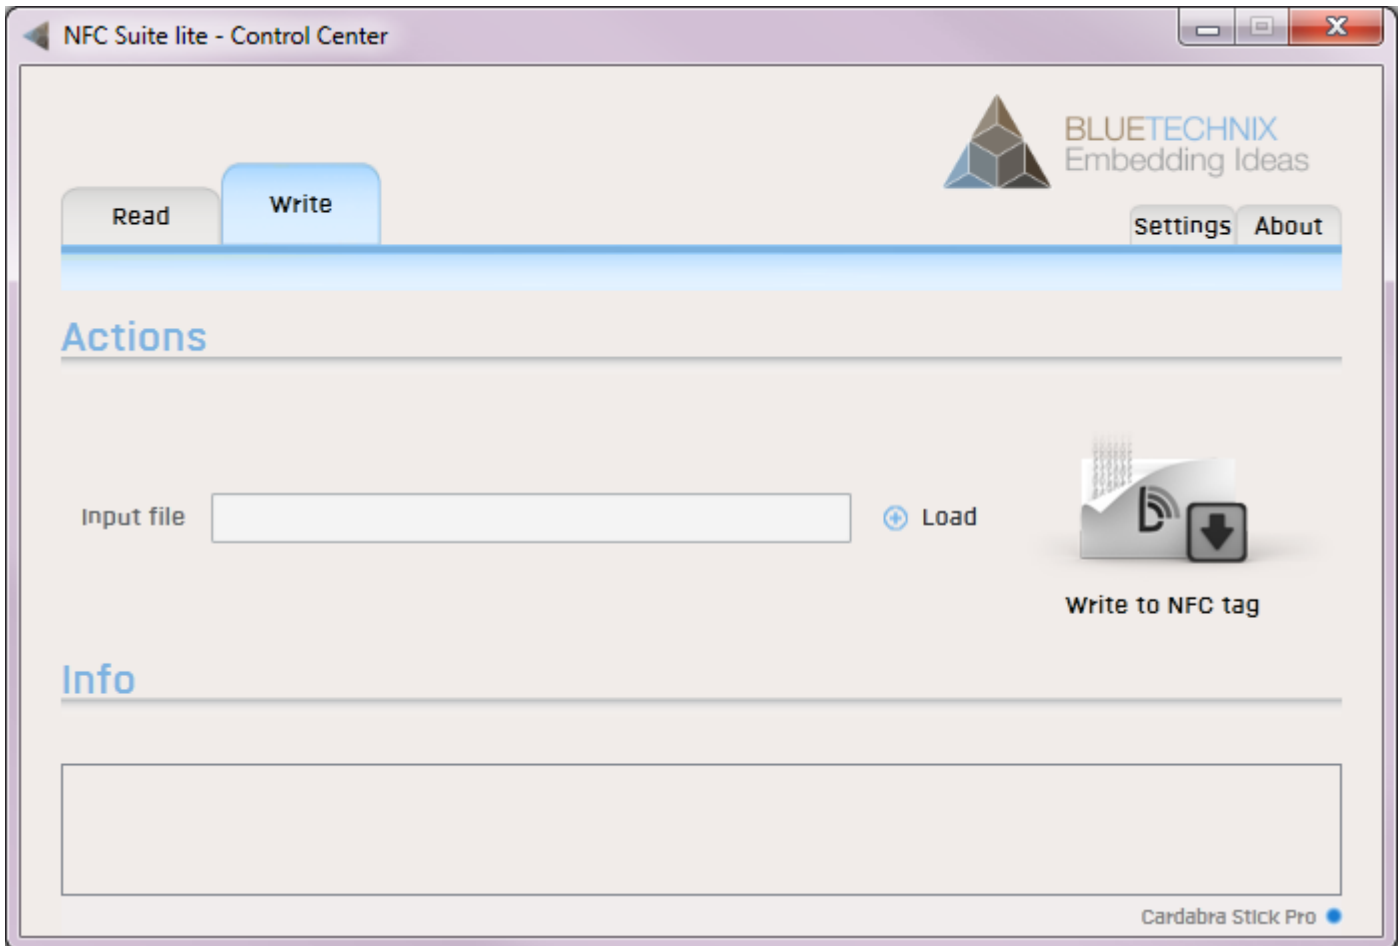 NFC Suite lite - Control Center
BLUETECHNIX
Embedding Ideas
Read
Write
Settings
About
Actions
Input file
Load
Write to NFC tag
Info
Cardabra Stick Pro